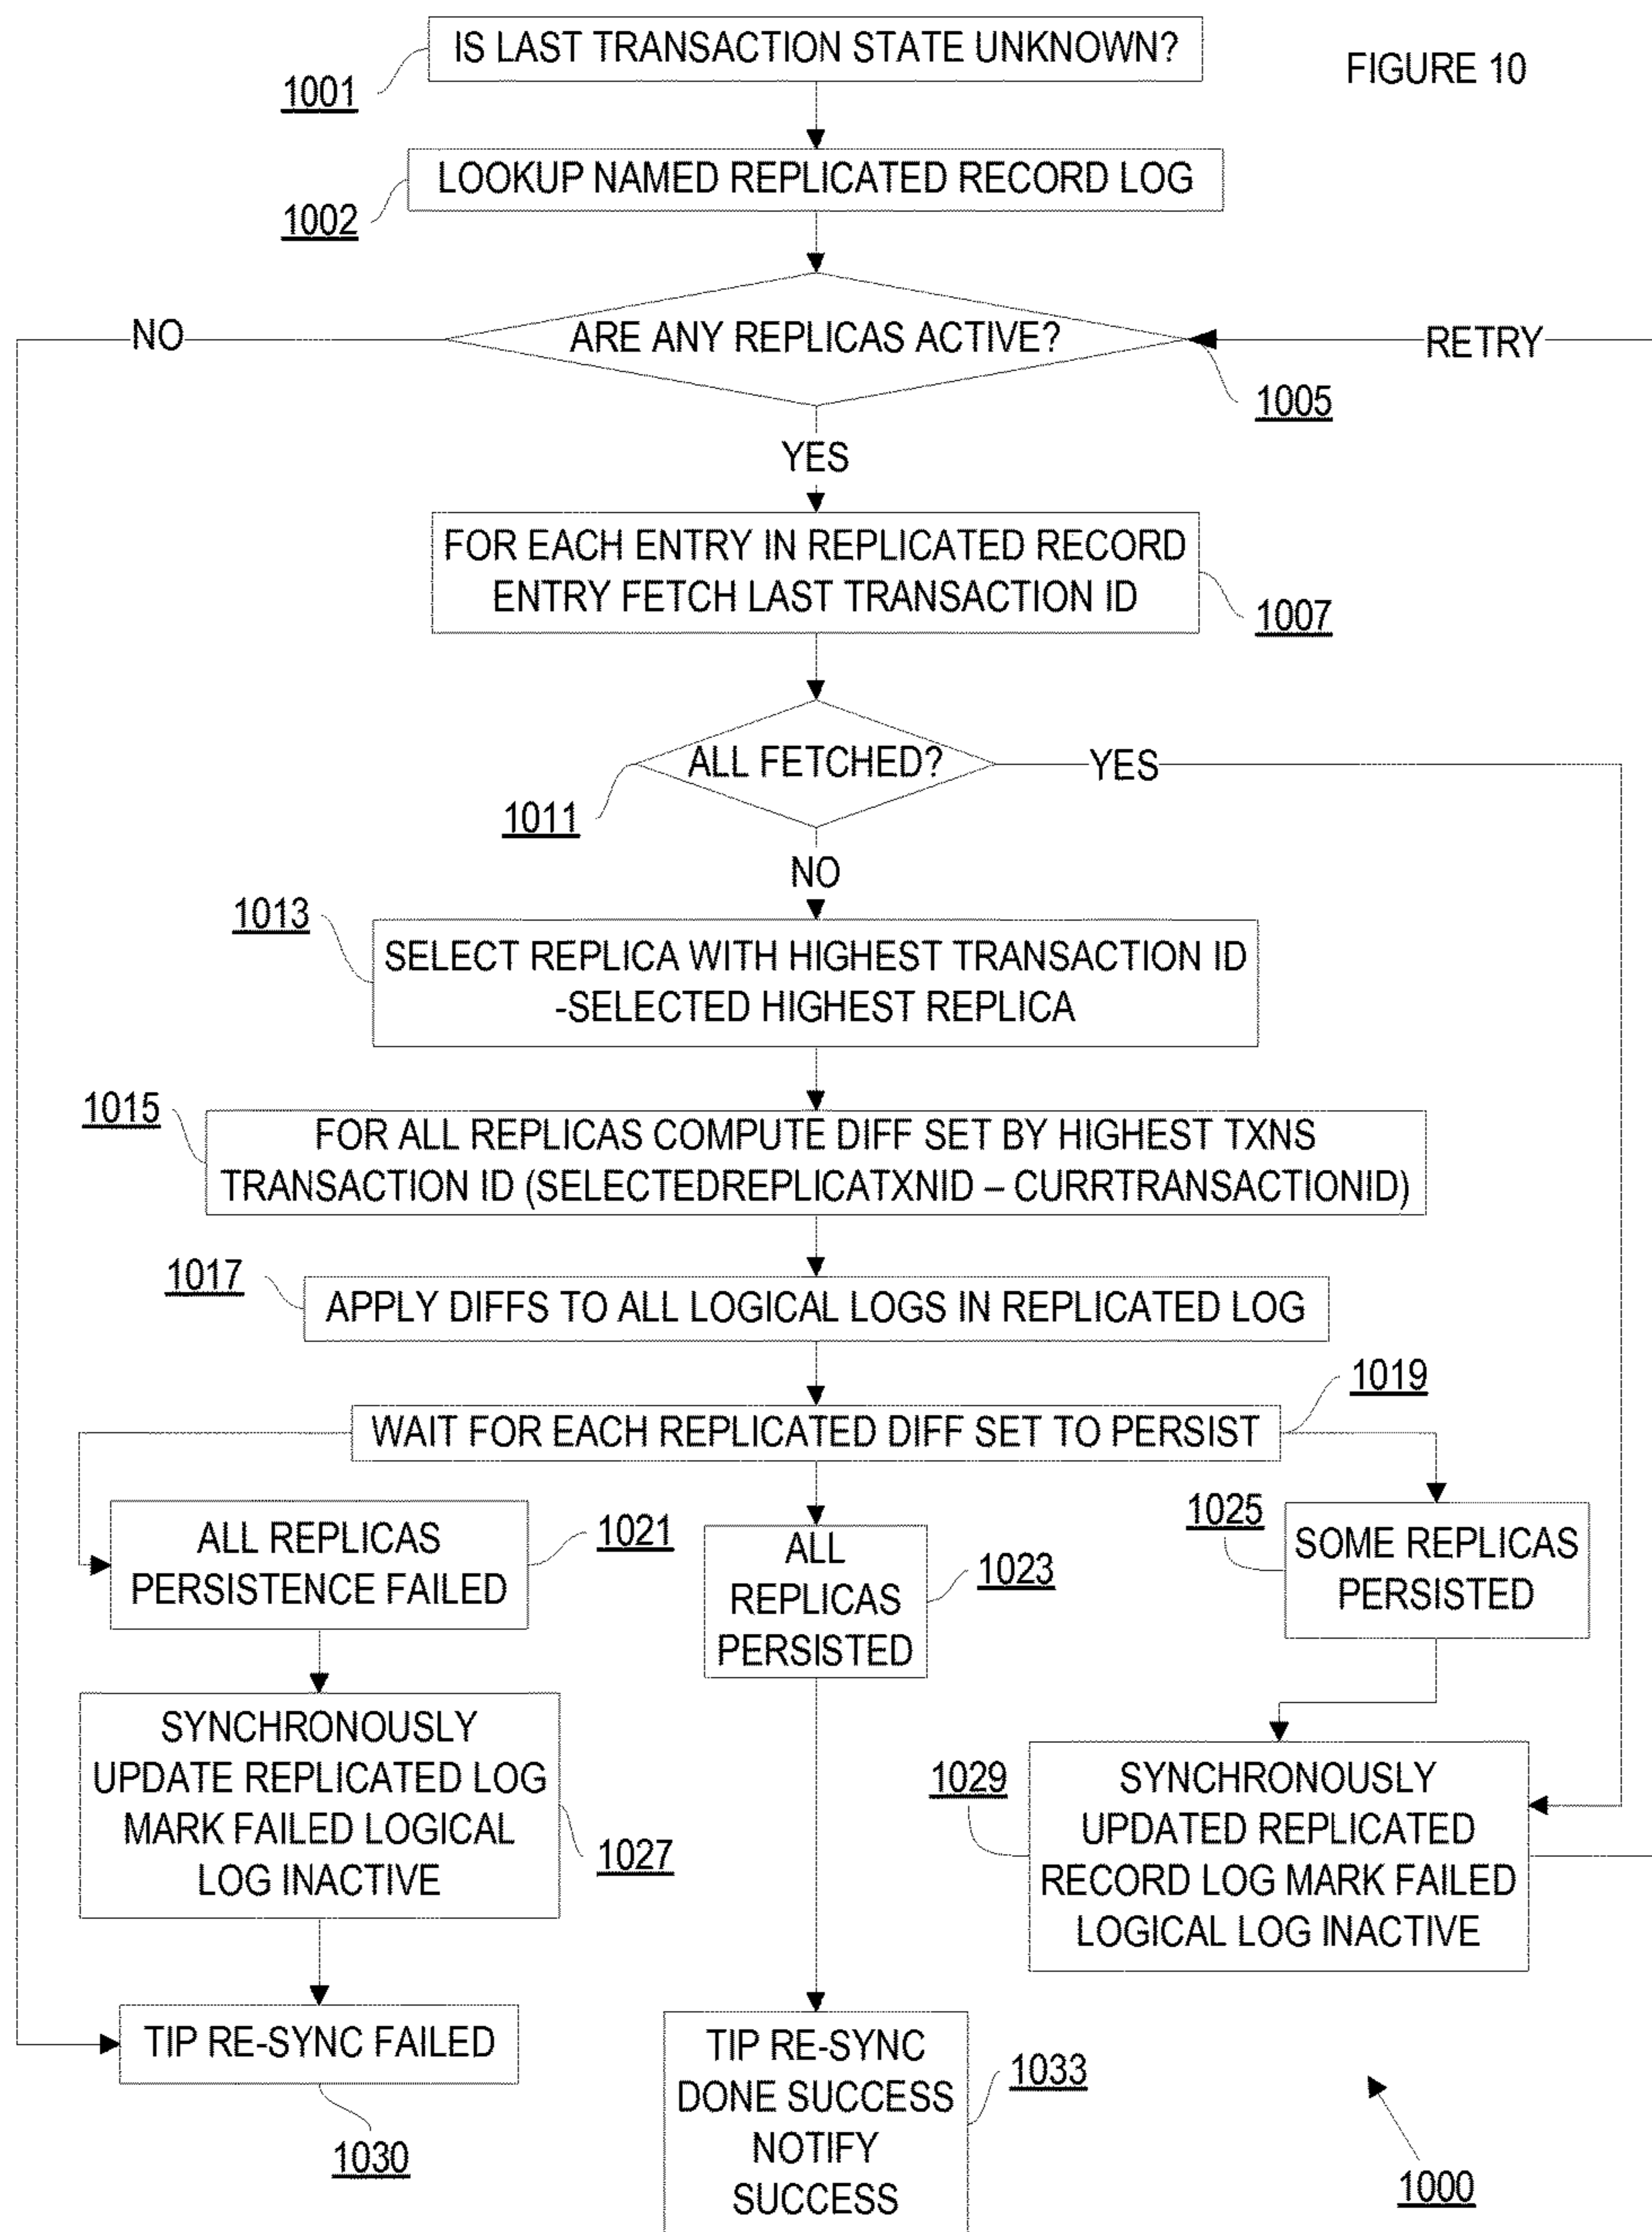 IS LAST TRANSACTION STATE UNKNOWN?
FIGURE 10
1001
LOOKUP NAMED REPLICATED RECORD LOG
1002
NO
ARE ANY REPLICAS ACTIVE?
RETRY
1005
YES
FOR EACH ENTRY IN REPLICATED RECORD
ENTRY FETCH LAST TRANSACTION ID
1007
ALL FETCHED?
YES
1011
NO
1013
SELECT REPLICA WITH HIGHEST TRANSACTION ID
-SELECTED HIGHEST REPLICA
1015
FOR ALL REPLICAS COMPUTE DIFF SET BY HIGHEST TXNS
TRANSACTION ID (SELECTEDREPLICATXNID – CURRTRANSACTIONID)
1017
APPLY DIFFS TO ALL LOGICAL LOGS IN REPLICATED LOG
1019
WAIT FOR EACH REPLICATED DIFF SET TO PERSIST
ALL REPLICAS
PERSISTENCE FAILED
1021
ALL
REPLICAS
PERSISTED
1023
1025
SOME REPLICAS
PERSISTED
SYNCHRONOUSLY
UPDATE REPLICATED LOG
MARK FAILED LOGICAL
LOG INACTIVE
1027
1029
SYNCHRONOUSLY
UPDATED REPLICATED
RECORD LOG MARK FAILED
LOGICAL LOG INACTIVE
TIP RE-SYNC FAILED
1030
TIP RE-SYNC
DONE SUCCESS
NOTIFY
SUCCESS
1033
1000